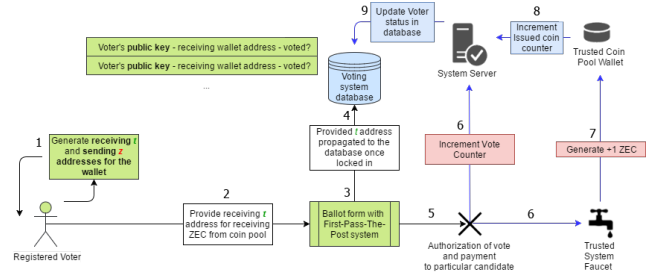 9
Update Voter
status in
database
8
Increment
Issued coin
counter
Trusted Coin
Pool Wallet
System Server
Voter's public key - receiving wallet address - voted?
Voter's public key - receiving wallet address - voted?
...
Voting
system
database
1
Generate receiving t
and sending z
addresses for the
wallet
4
Provided t address
propagated to the
database once
locked in
6
Increment Vote
Counter
7
Generate +1 ZEC
2
Provide receiving t
address for receiving
ZEC from coin pool
3
Ballot form with
First-Pass-The-
Post system
5
6
Registered Voter
Authorization of vote
and payment
to particular candidate
Trusted
System
Faucet